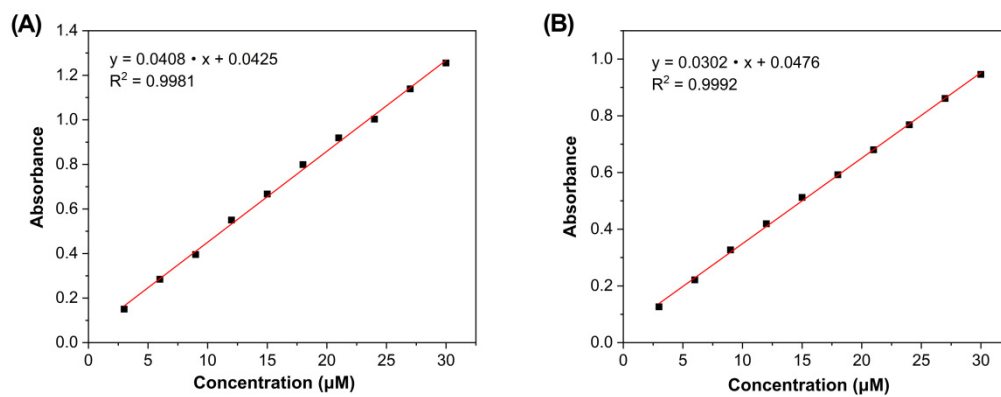 (A)
y = 0.0408 • x + 0.0425
R² = 0.9981
Absorbance
1.4
1.2
1.0
0.8
0.6
0.4
0.2
0.0
0 5 10 15 20 25 30
Concentration (µM)
(B)
y = 0.0302 • x + 0.0476
R² = 0.9992
Absorbance
1.0
0.8
0.6
0.4
0.2
0.0
0 5 10 15 20 25 30
Concentration (µM)